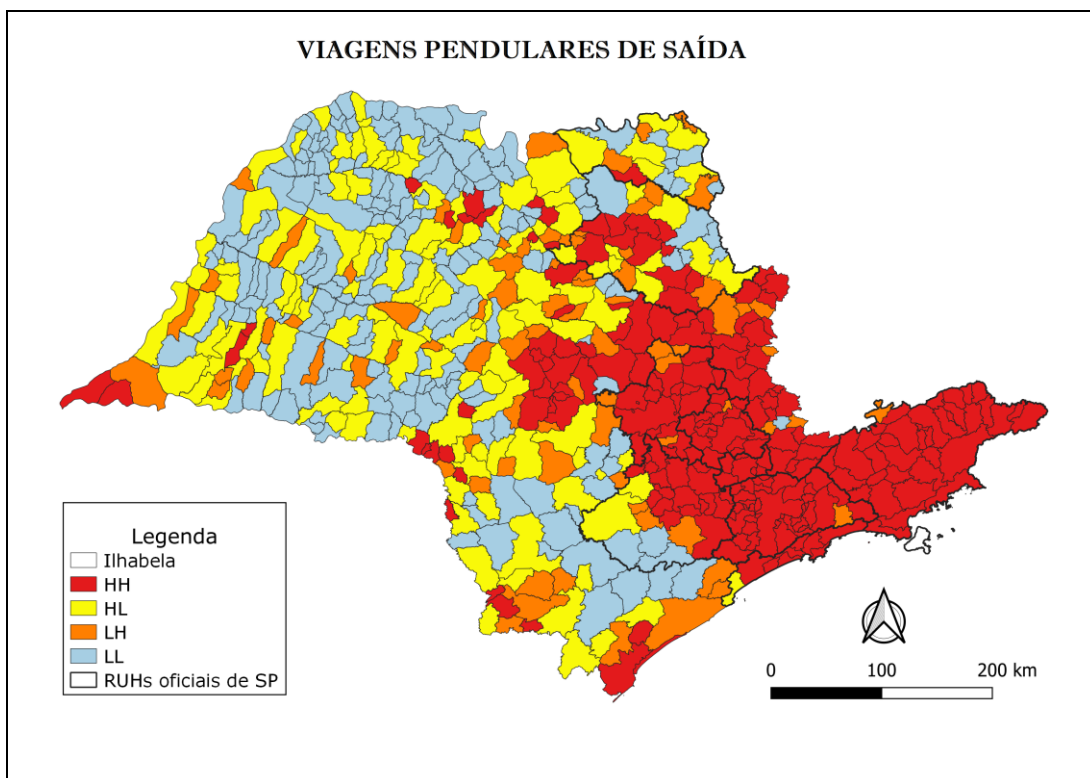 VIAGENS PENDULARES DE SAÍDA
Legenda
Ilhabela
HH
HL
LH
LL
RUHs oficiais de SP
0 100 200 km